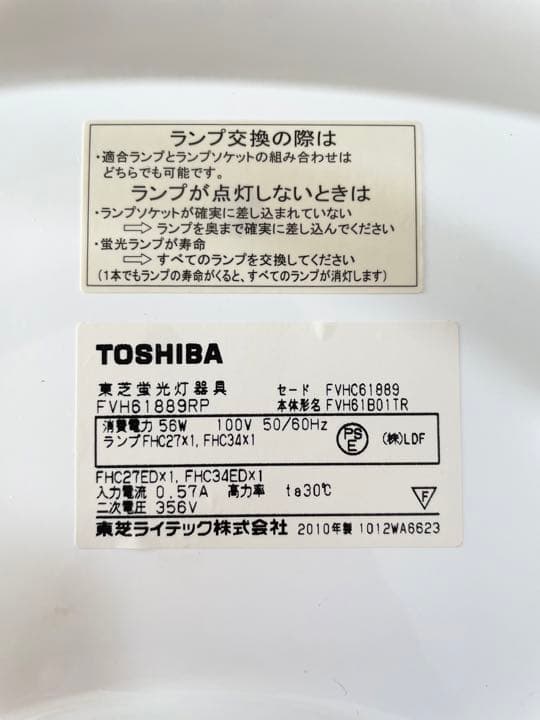 ランプ交換の際は
・適合ランプとランプソケットの組み合わせは
どちらでも可能です。
ランプが点灯しないときは
・ランプソケットが確実に差し込まれていない
⇨ ランプを奥まで確実に差し込んでください
・蛍光ランプが寿命
⇨ すべてのランプを交換してください
(1本でもランプの寿命がくると、すべてのランプが消灯します)
TOSHIBA
東芝蛍光灯器具 セード FVHC61889
FVH61889RP 本体形名 FVH61B01TR
消費電力 56W 100V 50/60Hz
ランプFHC27×1, FHC34×1 PSE (株)LDF
FHC27ED×1, FHC34ED×1
入力電流 0.57A 高力率 ta30℃
二次電圧 356V F
東芝ライテック株式会社 2010年製 1012WA6623